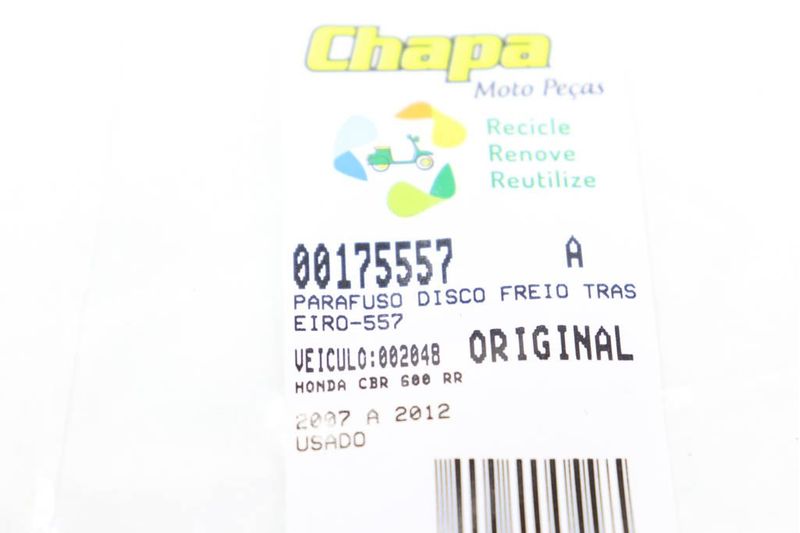 Chapa
Moto Peças
Recicle
Renove
Reutilize
00175557 A
PARAFUSO DISCO FREIO TRAS
EIRO-557
VEICULO:002048 ORIGINAL
HONDA CBR 600 RR
2007 A 2012
USADO